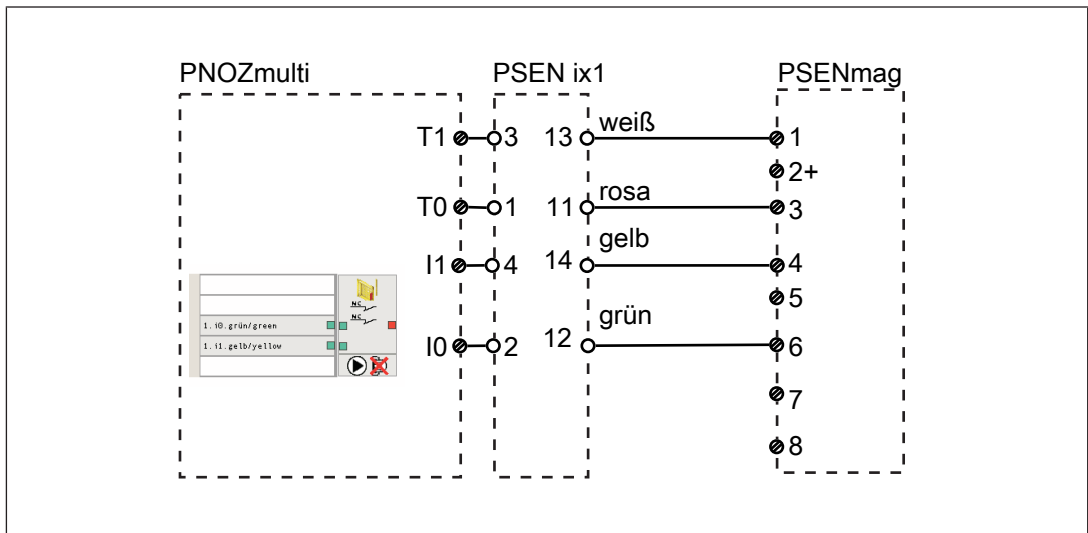 PNOZmulti PSEN ix1 PSENmag
T1 3 13 weiß 1
2+
T0 1 11 rosa 3
I1 4 14 gelb 4
5
NC
NC
1.i0.grün/green
1.i1.gelb/yellow
I0 2 12 grün 6
7
8